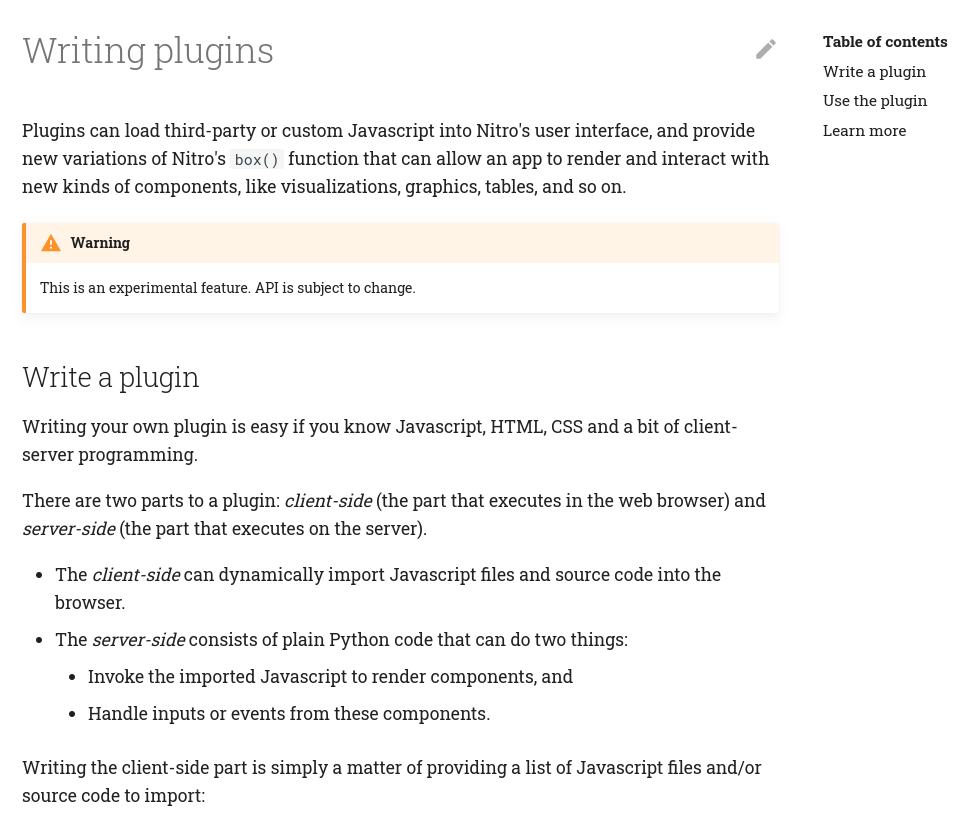 Writing plugins
Table of contents
Write a plugin
Use the plugin
Learn more
Plugins can load third-party or custom Javascript into Nitro's user interface, and provide
new variations of Nitro's box() function that can allow an app to render and interact with
new kinds of components, like visualizations, graphics, tables, and so on.
Warning
This is an experimental feature. API is subject to change.
Write a plugin
Writing your own plugin is easy if you know Javascript, HTML, CSS and a bit of client-
server programming.
There are two parts to a plugin: client-side (the part that executes in the web browser) and
server-side (the part that executes on the server).
• The client-side can dynamically import Javascript files and source code into the
browser.
• The server-side consists of plain Python code that can do two things:
• Invoke the imported Javascript to render components, and
• Handle inputs or events from these components.
Writing the client-side part is simply a matter of providing a list of Javascript files and/or
source code to import: